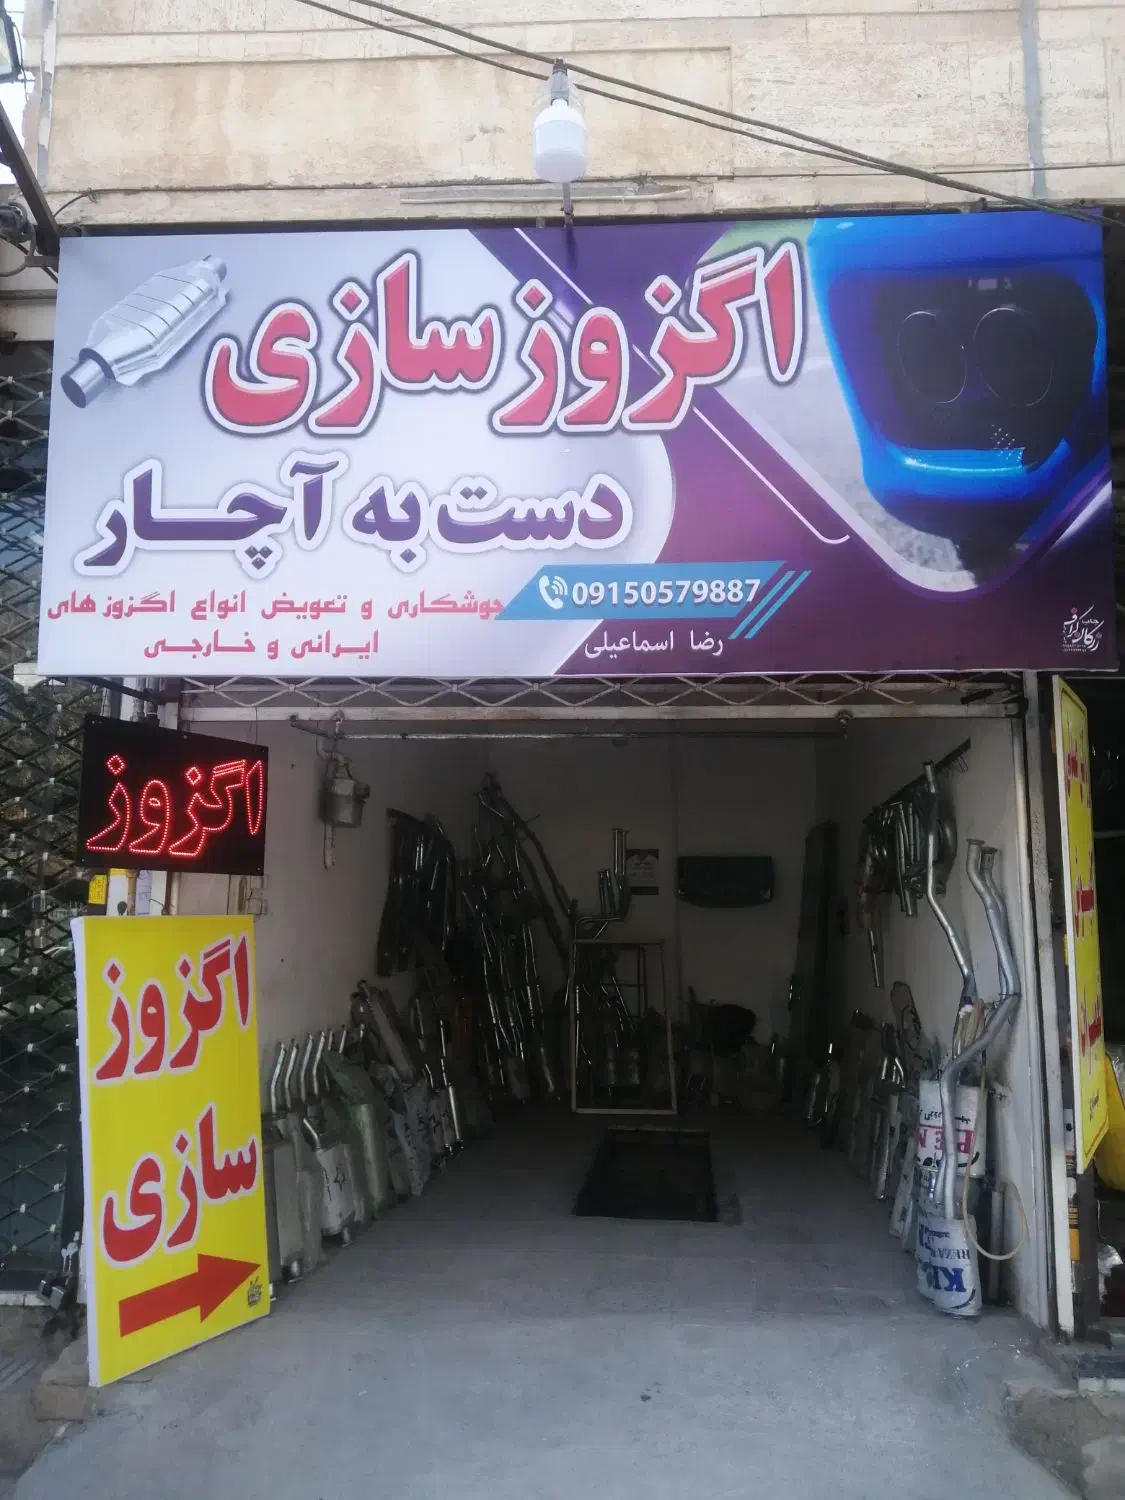 اگزوز سازی
دست به آچار
جوشکاری و تعویض انواع اگزوز های
ایرانی و خارجی
09150579887
رضا اسماعیلی
اگزوز
اگزوز
سازی